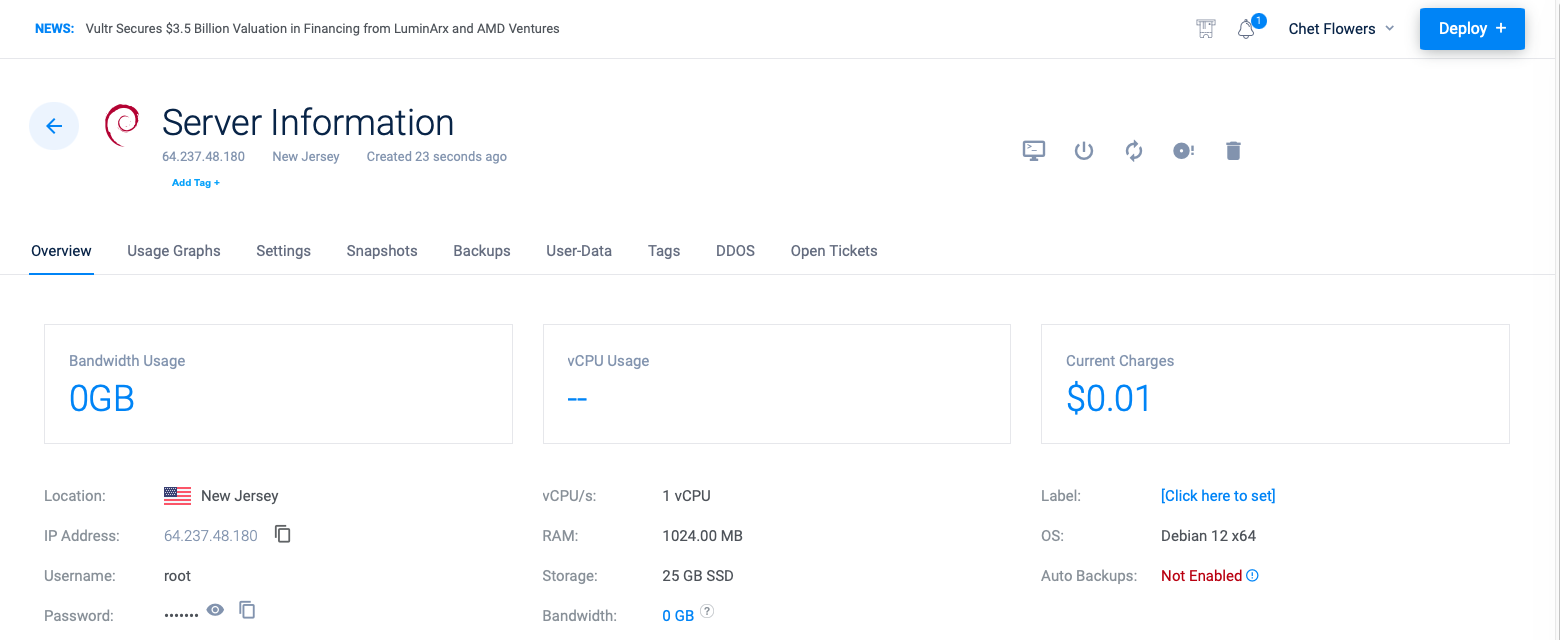 NEWS: Vultr Secures $3.5 Billion Valuation in Financing from LuminArx and AMD Ventures
1
Chet Flowers
Deploy +
Server Information
64.237.48.180 New Jersey Created 23 seconds ago
Add Tag +
Overview Usage Graphs Settings Snapshots Backups User-Data Tags DDOS Open Tickets
Bandwidth Usage
0GB
vCPU Usage
--
Current Charges
$0.01
Location: New Jersey
IP Address: 64.237.48.180
Username: root
Password: •••••••
vCPU/s: 1 vCPU
RAM: 1024.00 MB
Storage: 25 GB SSD
Bandwidth: 0 GB ?
Label: [Click here to set]
OS: Debian 12 x64
Auto Backups: Not Enabled